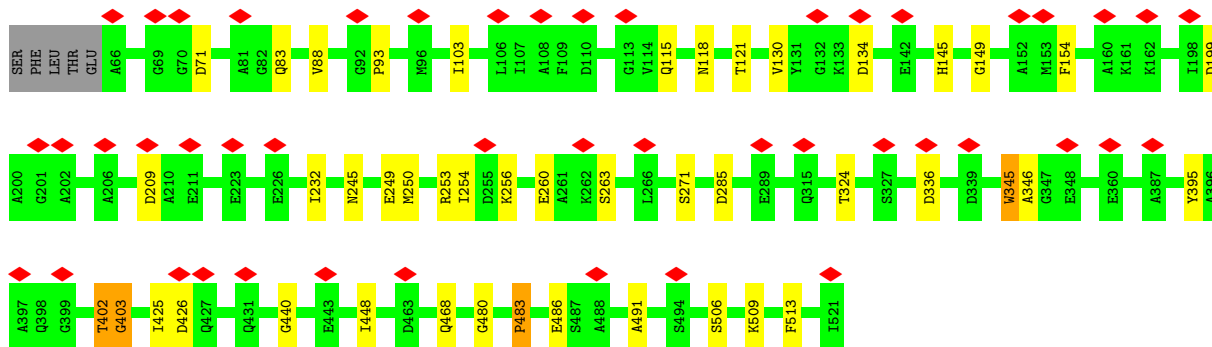 SER PHE LEU THR GLU A66 G69 G70 D71 A81 G82 Q83 V88 G92 P93 M96 I103 L106 I107 A108 F109 D110 G113 V114 Q115 N118 T121 V130 Y131 G132 K133 D134 E142 H145 G149 A152 M153 F154 A160 K161 K162 I198 D199
A200 G201 A202 A206 D209 A210 E211 E223 E226 I232 N245 E249 M250 R253 I254 D255 K256 E260 A261 K262 S263 L266 S271 D285 E289 Q315 T324 S327 D336 D339 W345 A346 G347 E348 E360 A387 Y395 A396
A397 Q398 G399 T402 G403 I425 D426 Q427 Q431 G440 E443 I448 D463 Q468 G480 P483 E486 S487 A488 A491 S494 S506 K509 F513 I521